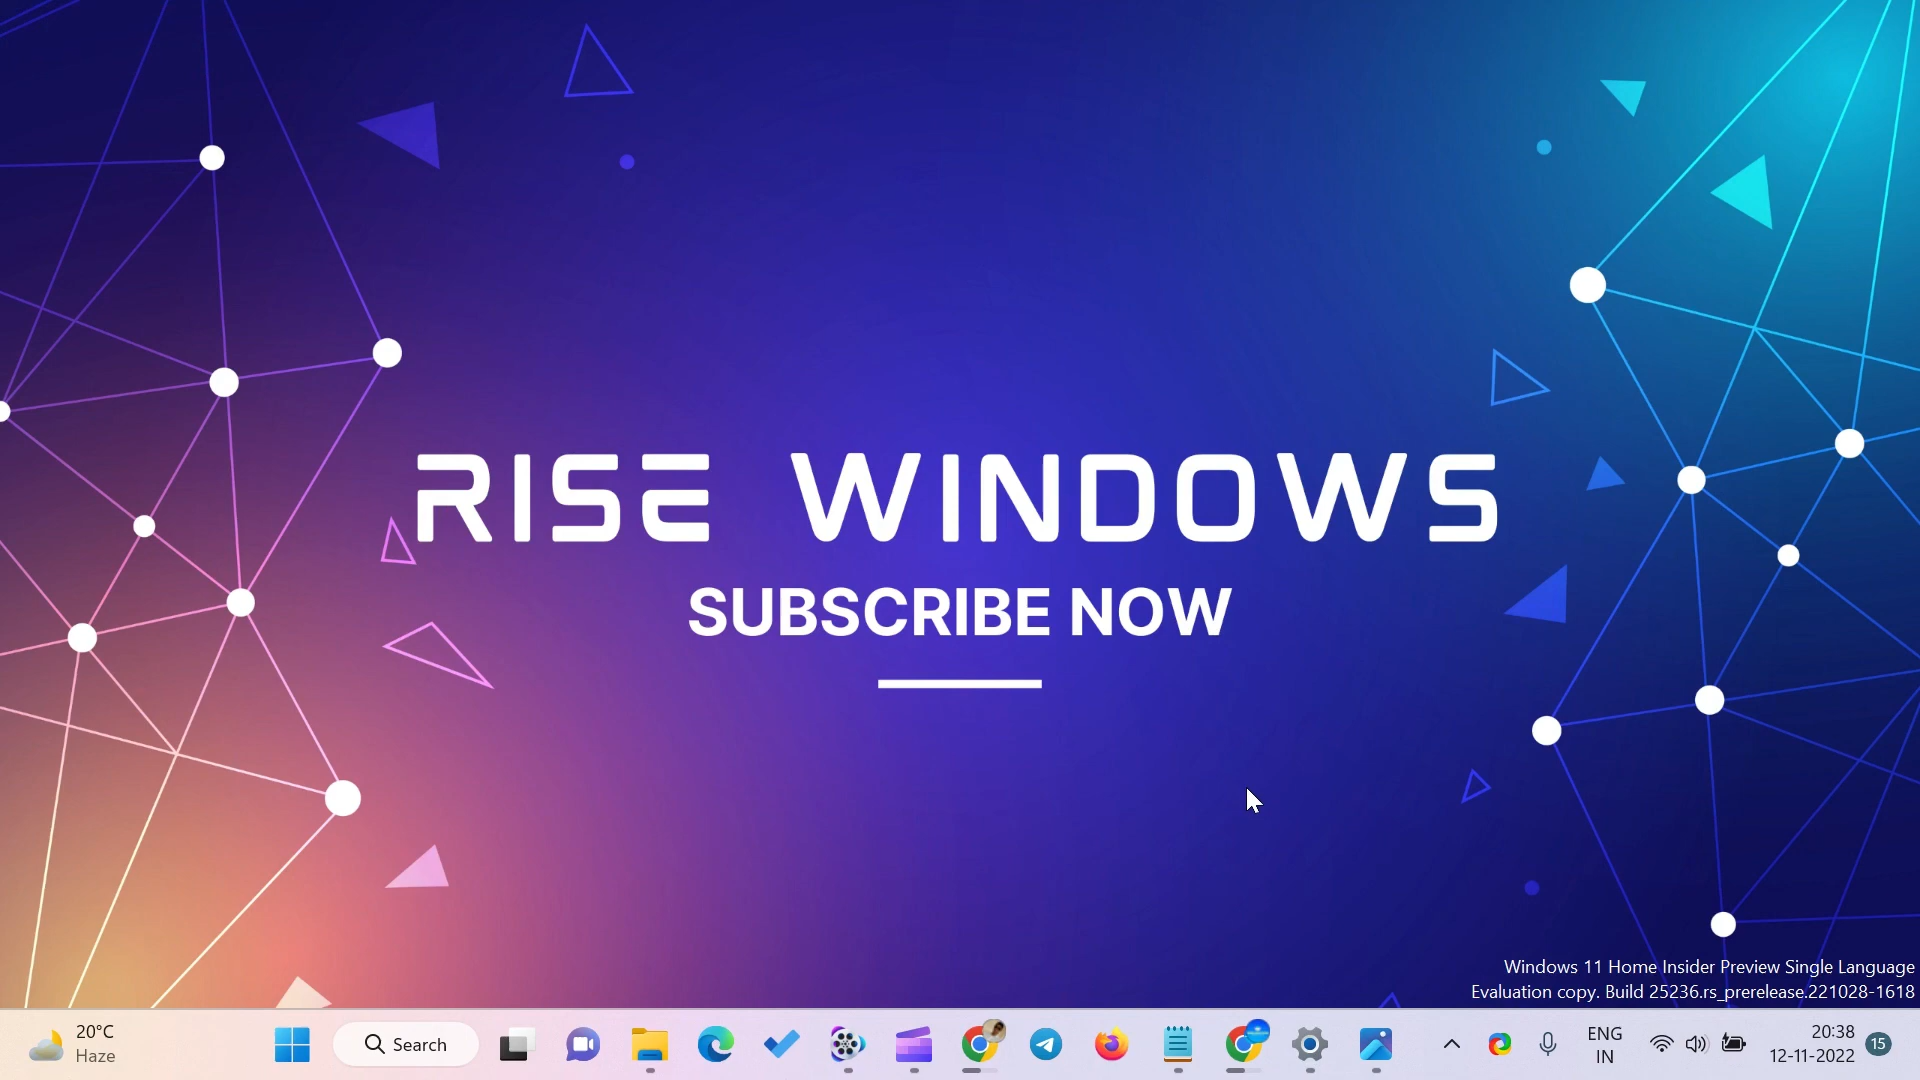 RISE WINDOWS
SUBSCRIBE NOW
Windows 11 Home Insider Preview Single Language
Evaluation copy. Build 25236.rs_prerelease.221028-1618
20°C
Haze
Search
ENG
IN
20:38
12-11-2022
15